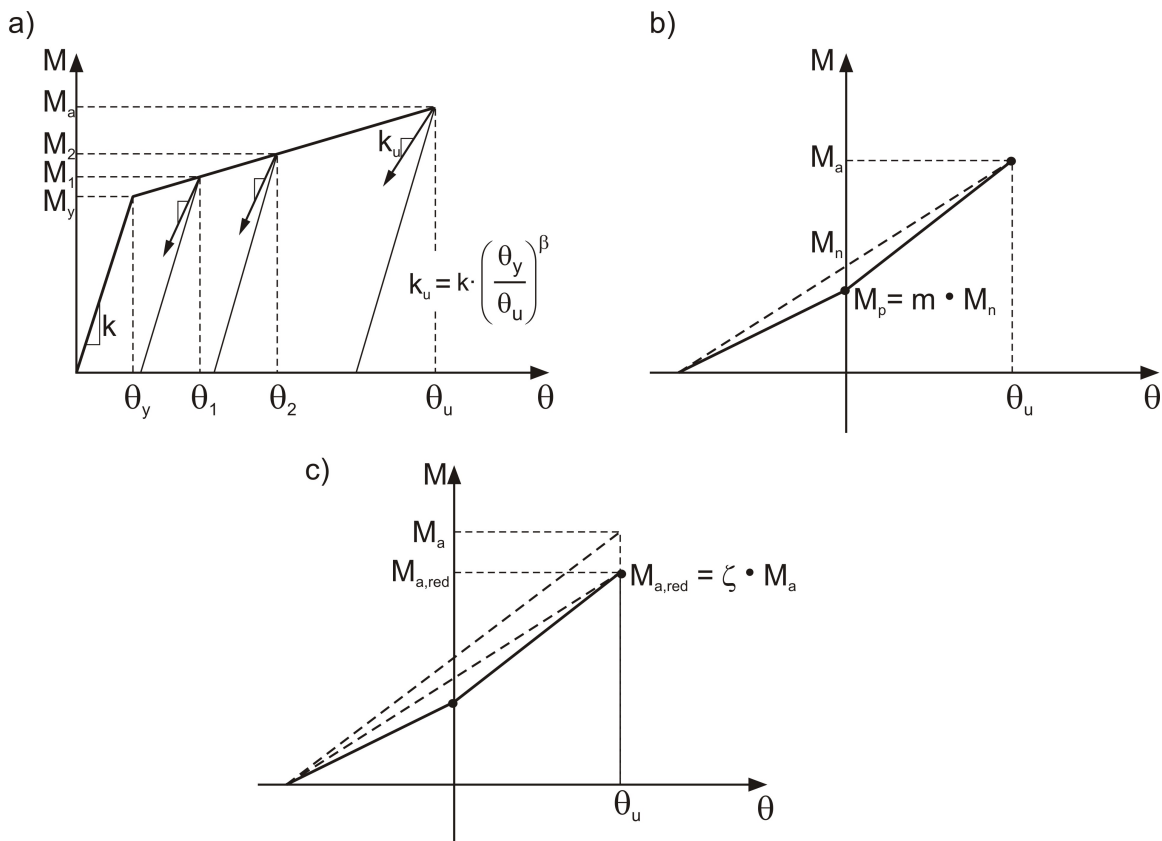 a)
M
M_a
M_2
M_1
M_y
k_u
k_u = k · (θ_y / θ_u)^β
k
θ_y θ_1 θ_2 θ_u θ
b)
M
M_a
M_n
M_p = m • M_n
θ_u θ
c)
M
M_a
M_a,red
M_a,red = ζ • M_a
θ_u θ